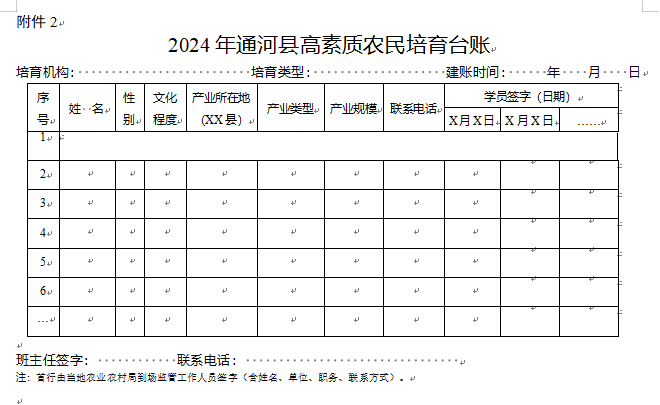 附件 2
2024 年通河县高素质农民培育台账
培育机构： 培育类型： 建账时间： 年 月 日
序号 姓 名 性别 文化程度 产业所在地（XX 县） 产业类型 产业规模 联系电话 学员签字（日期）
X 月 X 日 X 月 X 日 ……
1
2
3
4
5
6
…
班主任签字： 联系电话：
注：首行由当地农业农村局到场监管工作人员签字（含姓名、单位、职务、联系方式）。